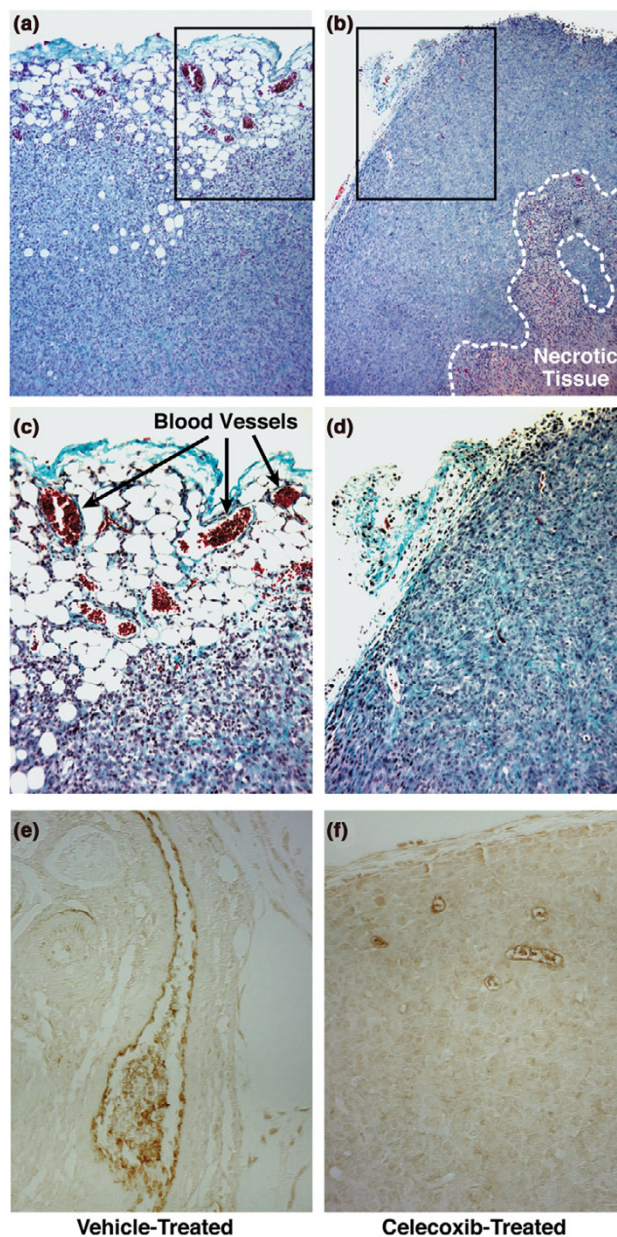 (a)
(b)
Necrotic
Tissue
(c)
Blood Vessels
(d)
(e)
(f)
Vehicle-Treated
Celecoxib-Treated